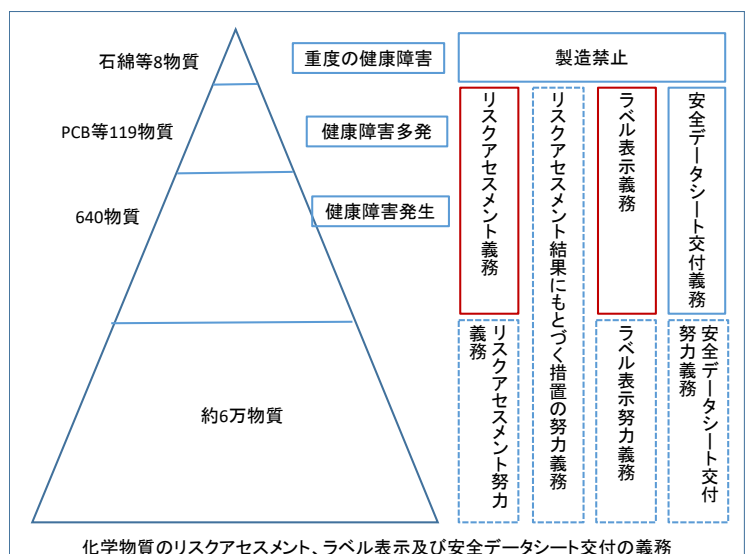 石綿等8物質
重度の健康障害
製造禁止
PCB等119物質
健康障害多発
640物質
健康障害発生
リスクアセスメント義務
リスクアセスメント結果にもとづく措置の努力義務
ラベル表示義務
安全データシート交付義務
約6万物質
リスクアセスメント努力
義務
ラベル表示努力義務
安全データシート交付
努力義務
化学物質のリスクアセスメント、ラベル表示及び安全データシート交付の義務